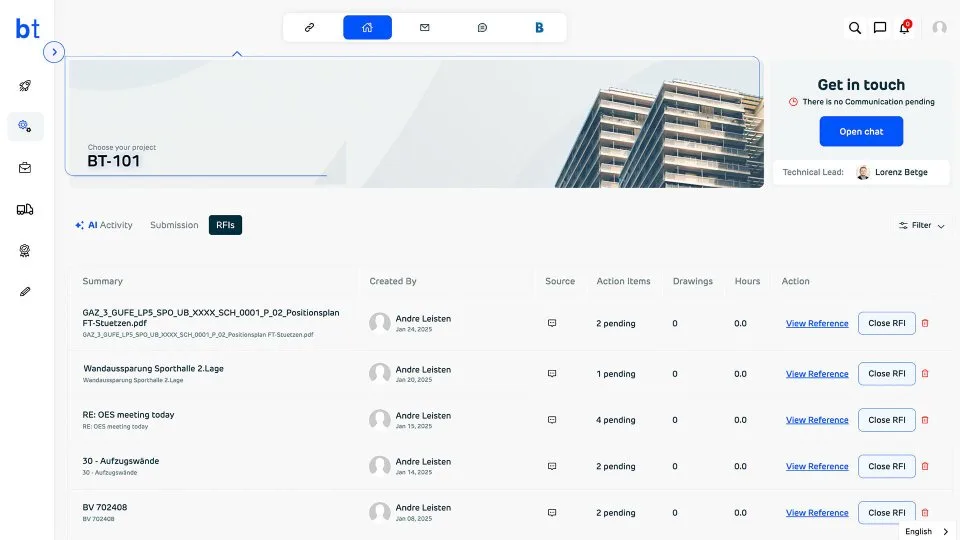 bt
B
0
Choose your project
BT-101
Get in touch
There is no Communication pending
Open chat
Technical Lead: Lorenz Betge
AI Activity Submission RFIs
Filter
Summary Created By Source Action Items Drawings Hours Action
GAZ_3_GUFE_LP5_SPO_UB_XXXX_SCH_0001_P_02_Positionsplan
FT-Stuetzen.pdf
GAZ_3_GUFE_LP5_SPO_UB_XXXX_SCH_0001_P_02_Positionsplan FT-Stuetzen.pdf
Andre Leisten
Jan 24, 2025
2 pending 0 0.0 View Reference Close RFI
Wandaussparung Sporthalle 2.Lage
Wandaussparung Sporthalle 2.Lage
Andre Leisten
Jan 20, 2025
1 pending 0 0.0 View Reference Close RFI
RE: OES meeting today
RE: OES meeting today
Andre Leisten
Jan 15, 2025
4 pending 0 0.0 View Reference Close RFI
30 - Aufzugswände
30 - Aufzugswände
Andre Leisten
Jan 14, 2025
2 pending 0 0.0 View Reference Close RFI
BV 702408
BV 702408
Andre Leisten
Jan 08, 2025
2 pending 0 0.0 View Reference Close RFI
English